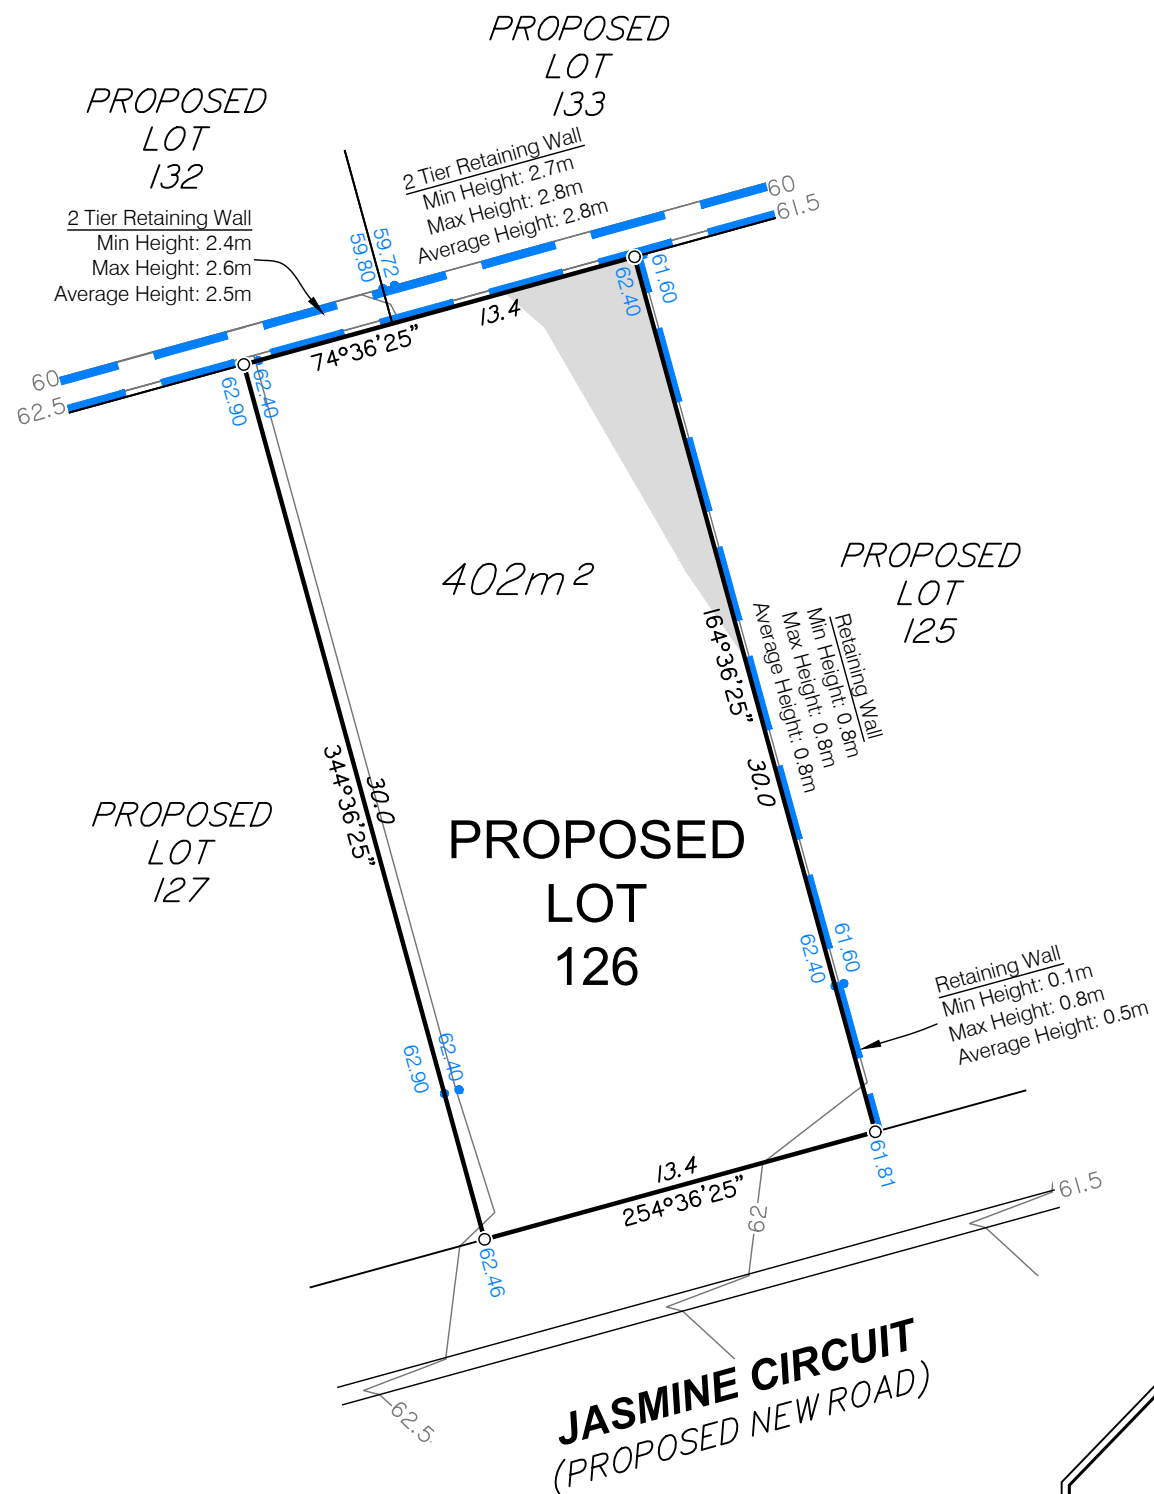 PROPOSED
LOT
133
PROPOSED
LOT
132
2 Tier Retaining Wall
Min Height: 2.7m
Max Height: 2.8m
Average Height: 2.8m
2 Tier Retaining Wall
Min Height: 2.4m
Max Height: 2.6m
Average Height: 2.5m
60
61.5
59.80
59.72
62.40
61.60
13.4
74°36'25"
60
62.5
62.90
62.40
402m²
PROPOSED
LOT
125
164°36'25"
30.0
Retaining Wall
Min Height: 0.8m
Max Height: 0.8m
Average Height: 0.8m
30.0
344°36'25"
PROPOSED
LOT
127
PROPOSED
LOT
126
62.40
61.60
Retaining Wall
Min Height: 0.1m
Max Height: 0.8m
Average Height: 0.5m
62.90
62.40
13.4
254°36'25"
61.81
62.46
62
61.5
62.5
JASMINE CIRCUIT
(PROPOSED NEW ROAD)